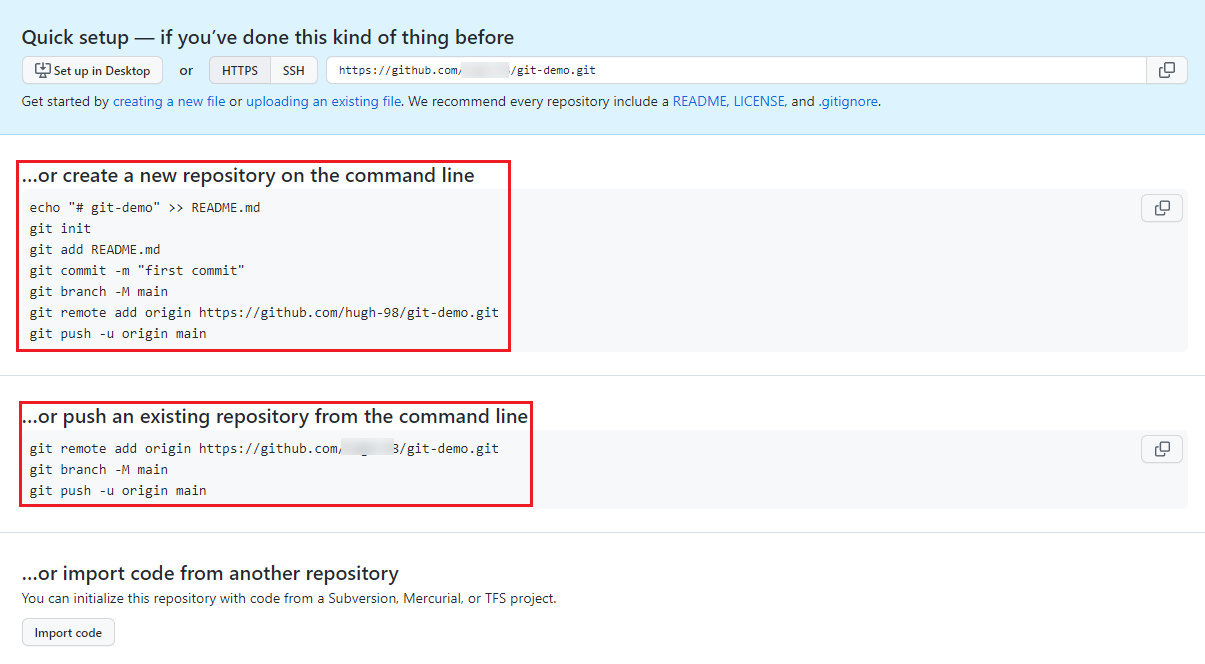 Quick setup — if you’ve done this kind of thing before
Set up in Desktop or HTTPS SSH https://github.com/ /git-demo.git
Get started by creating a new file or uploading an existing file. We recommend every repository include a README, LICENSE, and .gitignore.
...or create a new repository on the command line
echo "# git-demo" >> README.md
git init
git add README.md
git commit -m "first commit"
git branch -M main
git remote add origin https://github.com/hugh-98/git-demo.git
git push -u origin main
...or push an existing repository from the command line
git remote add origin https://github.com/ /git-demo.git
git branch -M main
git push -u origin main
...or import code from another repository
You can initialize this repository with code from a Subversion, Mercurial, or TFS project.
Import code